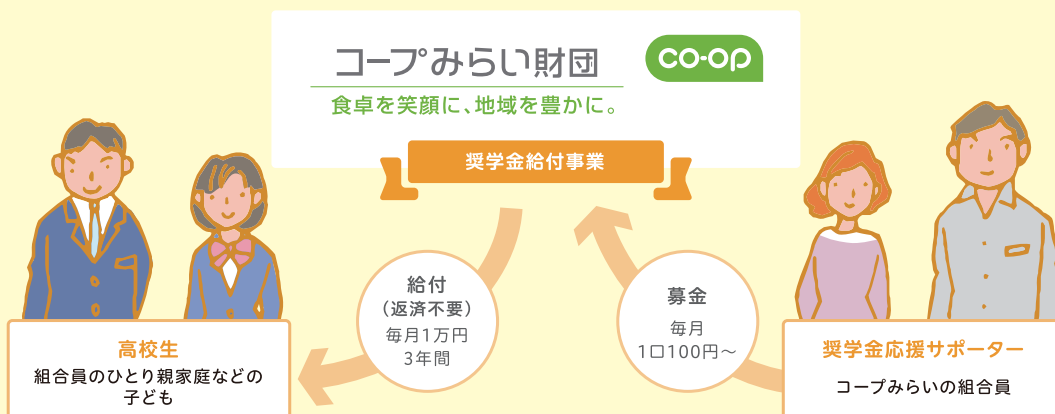 コープみらい財団
co-op
食卓を笑顔に、地域を豊かに。
奨学金給付事業
給付
（返済不要）
毎月1万円
3年間
募金
毎月
1口100円～
高校生
組合員のひとり親家庭などの
子ども
奨学金応援サポーター
コープみらいの組合員